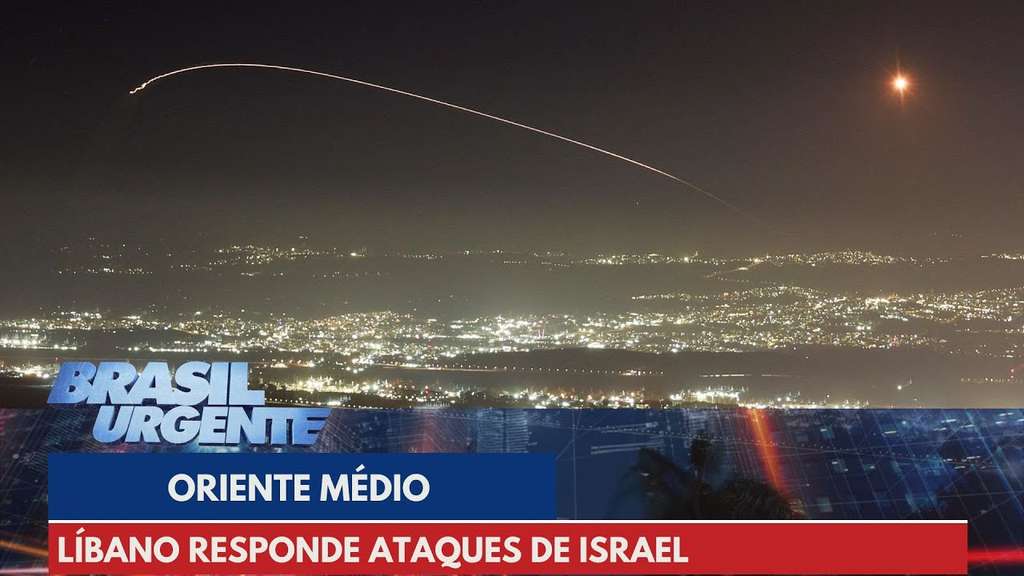 BRASIL
URGENTE
ORIENTE MÉDIO
LÍBANO RESPONDE ATAQUES DE ISRAEL